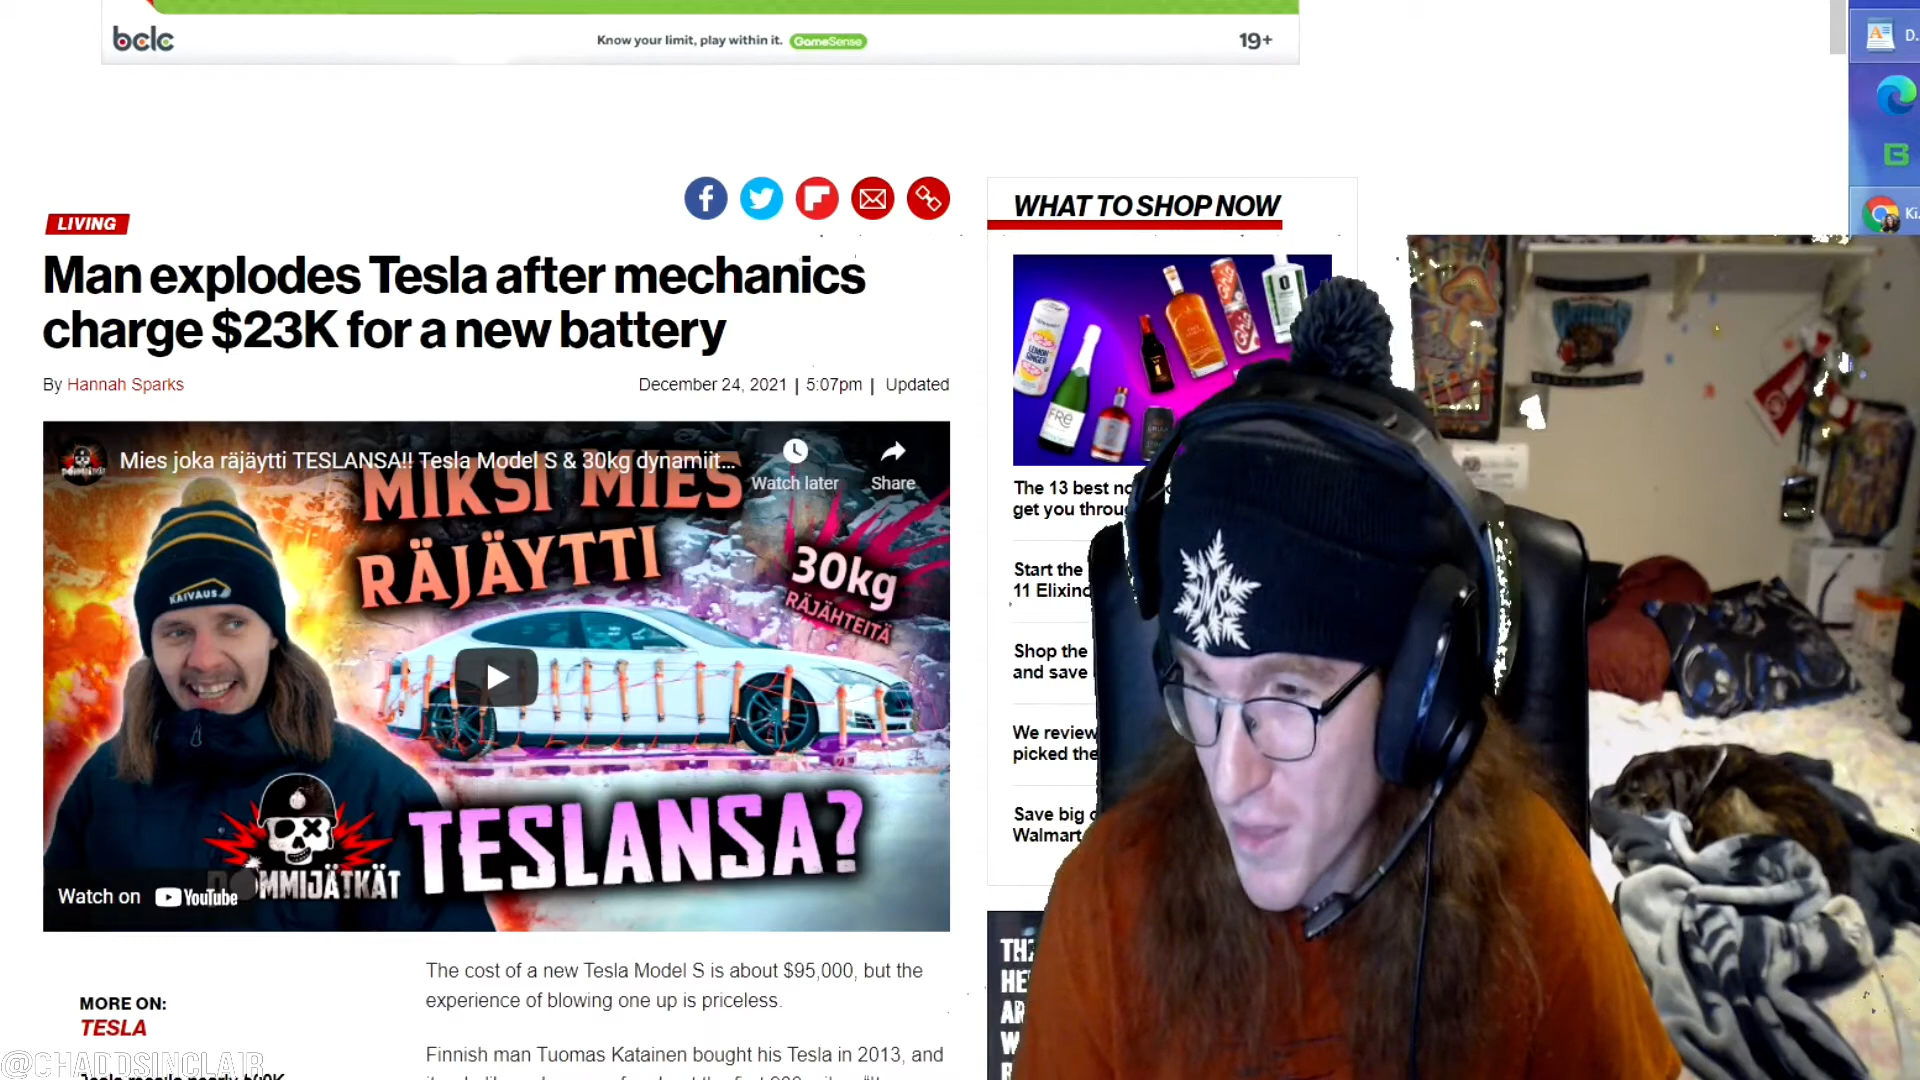 bclc
Know your limit, play within it. GameSense
19+
D.
LIVING
WHAT TO SHOP NOW
Ki.
Man explodes Tesla after mechanics
charge $23K for a new battery
By Hannah Sparks
December 24, 2021 | 5:07pm | Updated
Mies joka räjäytti TESLANSA!! Tesla Model S & 30kg dynamiit...
Watch later
Share
MIKSI MIES
RÄJÄYTTI
30kg
RÄJÄHTEITÄ
KAIVAUS
TESLANSA?
Watch on YouTube
MMIJÄTKÄT
LEMON
GINGER
FRE
The 13 best
get you
Start the
11
Shop the
and save
We review
picked the
Save big
Walmart
MORE ON:
TESLA
The cost of a new Tesla Model S is about $95,000, but the
experience of blowing one up is priceless.
Finnish man Tuomas Katainen bought his Tesla in 2013, and
@CHADDSINCLAIR